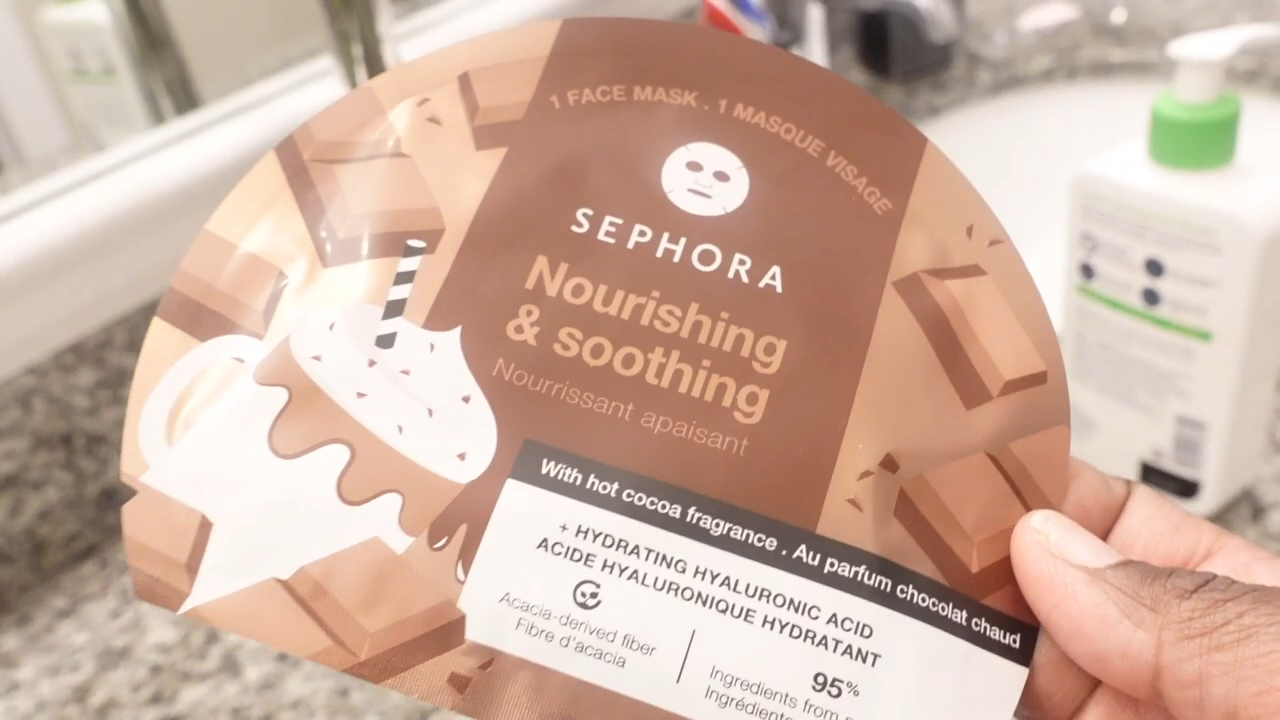 1 FACE MASK . 1 MASQUE VISAGE
SEPHORA
Nourishing
& soothing
Nourrissant apaisant
With hot cocoa fragrance . Au parfum chocolat chaud
+ HYDRATING HYALURONIC ACID
ACIDE HYALURONIQUE HYDRATANT
Acacia-derived fiber
Fibre d'acacia
95%
Ingredients from
Ingrédients